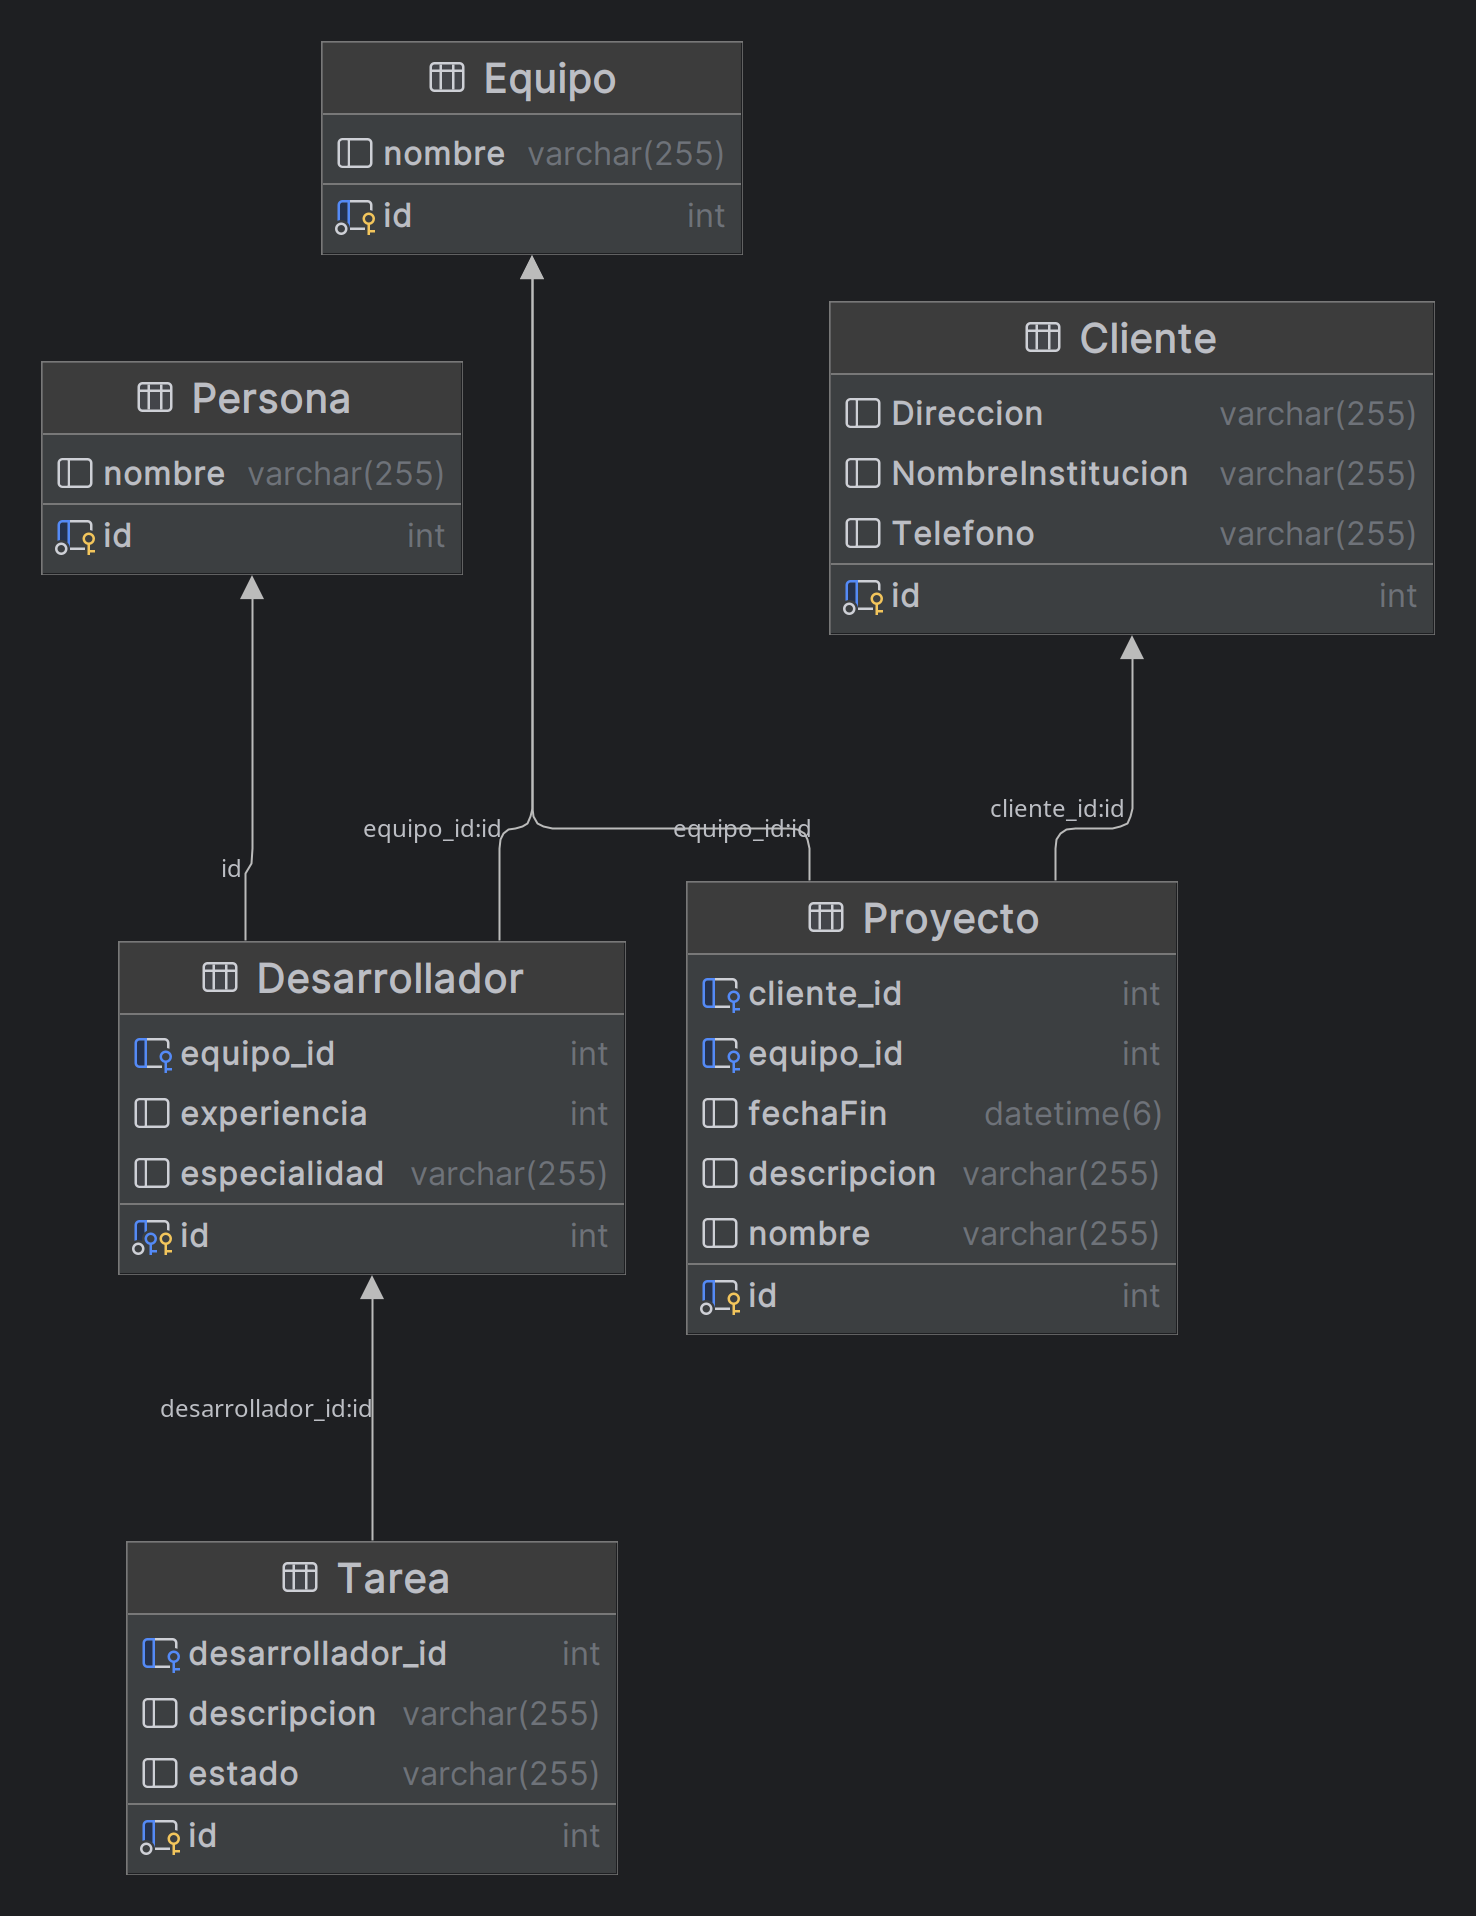 Equipo
nombre varchar(255)
id int
Persona
nombre varchar(255)
id int
Cliente
Direccion varchar(255)
NombreInstitucion varchar(255)
Telefono varchar(255)
id int
id
equipo_id:id
equipo_id:id
cliente_id:id
Desarrollador
equipo_id int
experiencia int
especialidad varchar(255)
id int
Proyecto
cliente_id int
equipo_id int
fechaFin datetime(6)
descripcion varchar(255)
nombre varchar(255)
id int
desarrollador_id:id
Tarea
desarrollador_id int
descripcion varchar(255)
estado varchar(255)
id int